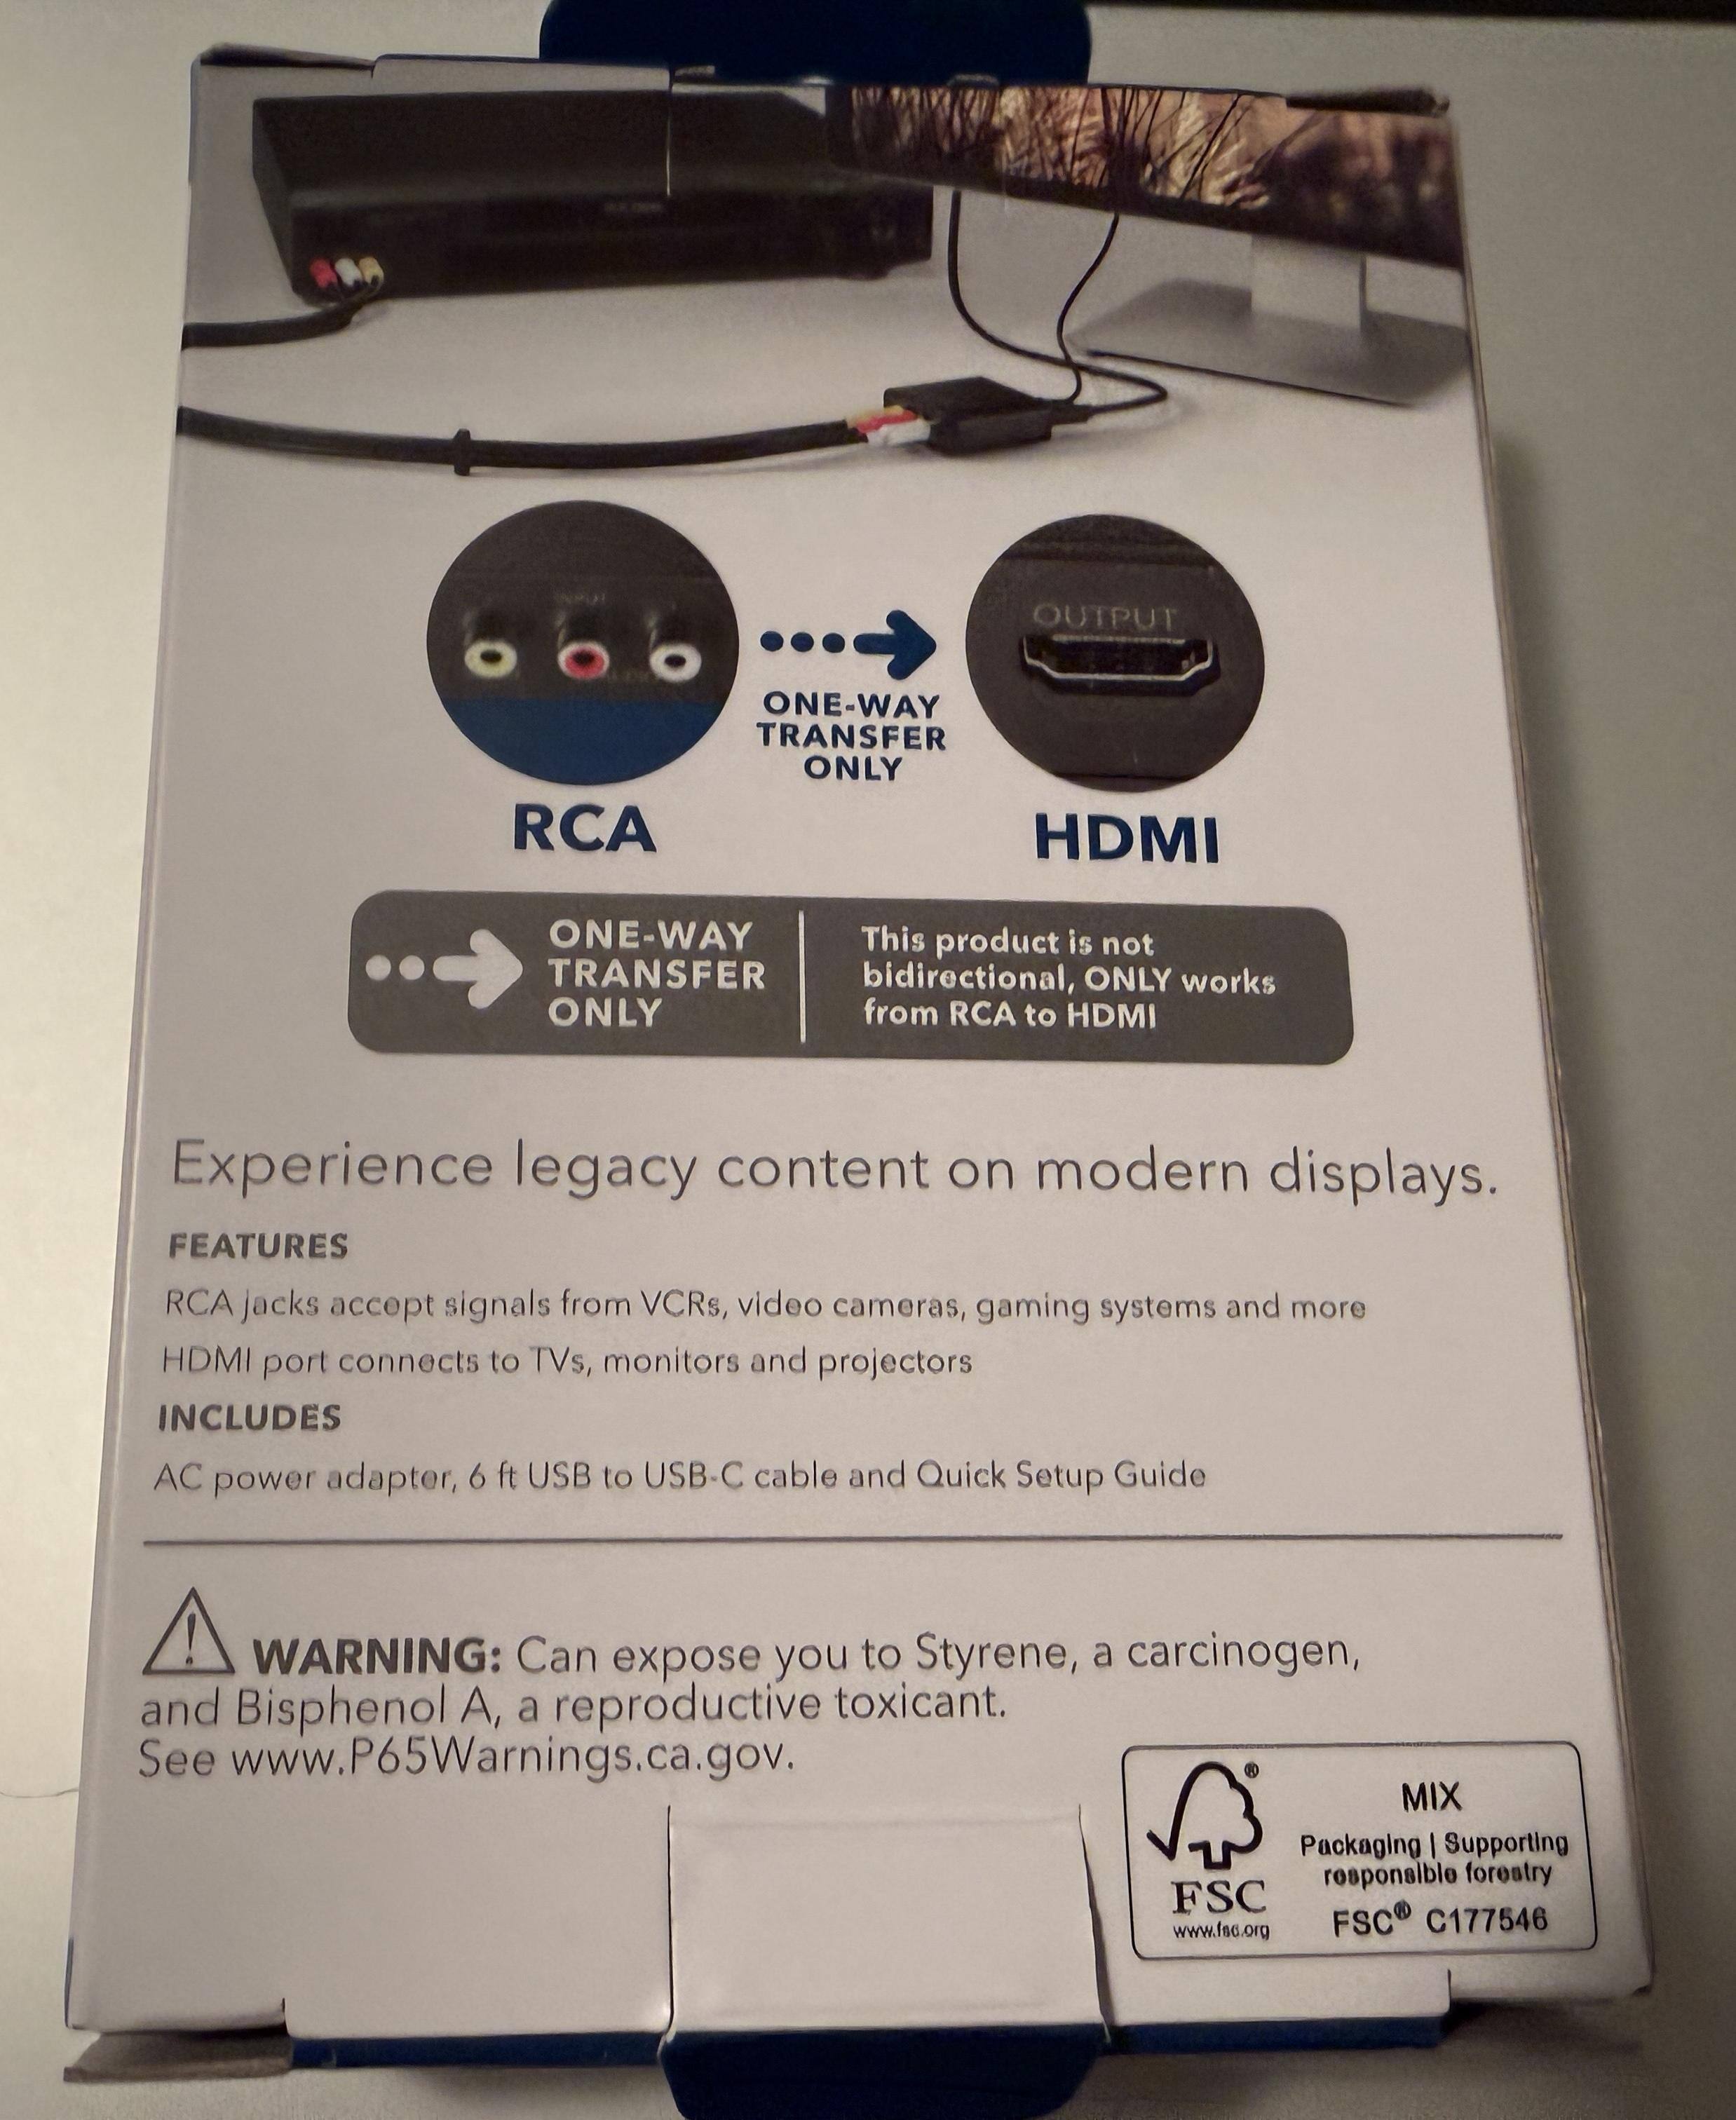 OUTPUT
ONE-WAY
TRANSFER
ONLY
RCA
HDMI
ONE-WAY
TRANSFER
ONLY
This product is not
bidirectional, ONLY works
from RCA to HDMI
Experience legacy content on modern displays.
FEATURES
RCA jacks accept signals from VCRs, video cameras, gaming systems and more
HDMI port connects to TVs, monitors and projectors
INCLUDES
AC power adapter, 6 ft USB to USB-C cable and Quick Setup Guide
WARNING: Can expose you to Styrene, a carcinogen,
and Bisphenol A, a reproductive toxicant.
See www.P65Warnings.ca.gov.
®
FSC
www.fsc.org
MIX
Packaging | Supporting
responsible forestry
FSC® C177546